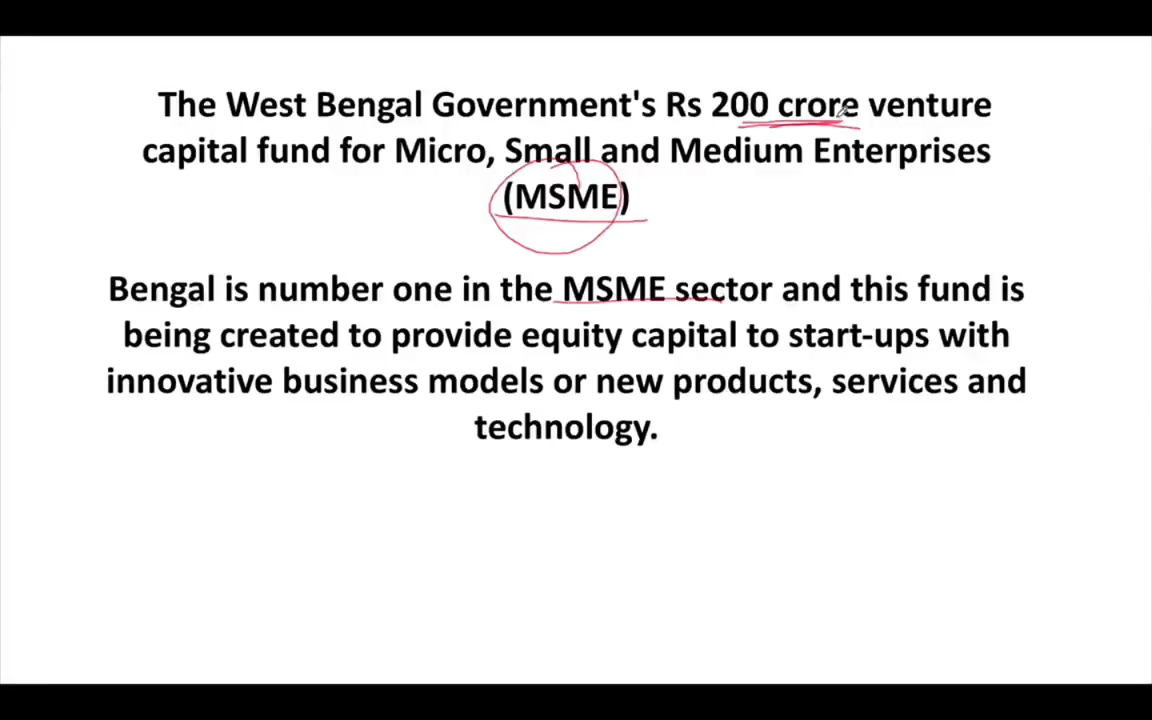 The West Bengal Government's Rs 200 crore venture
capital fund for Micro, Small and Medium Enterprises
(MSME)
Bengal is number one in the MSME sector and this fund is
being created to provide equity capital to start-ups with
innovative business models or new products, services and
technology.